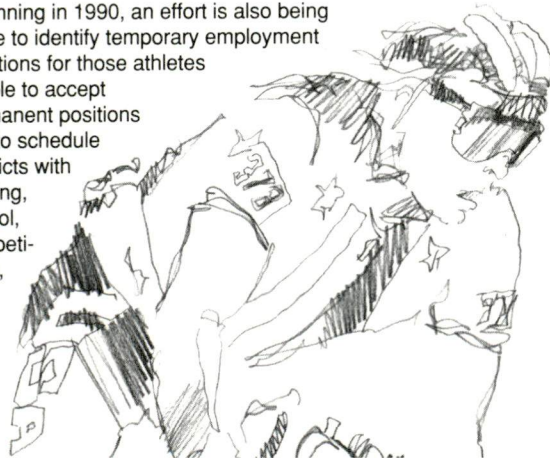 nning in 1990, an effort is also being
e to identify temporary employment
tions for those athletes
le to accept
anent positions
o schedule
icts with
ng,
ol,
peti-
,